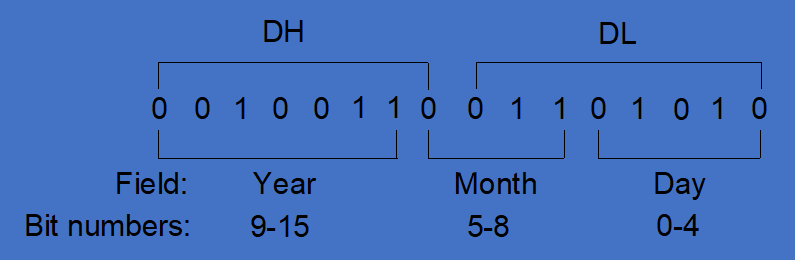 DH DL
0 0 1 0 0 1 1 0 0 1 1 0 1 0 1 0
Field: Year Month Day
Bit numbers: 9-15 5-8 0-4